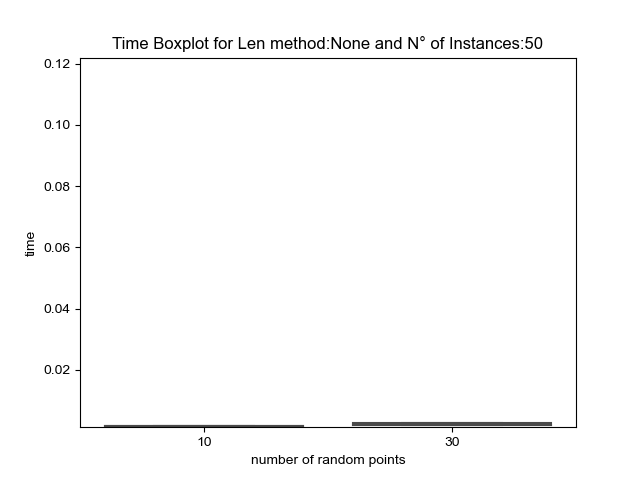 Time Boxplot for Len method:None and N° of Instances:50
0.12
0.10
0.08
0.06
0.04
0.02
time
10 30
number of random points